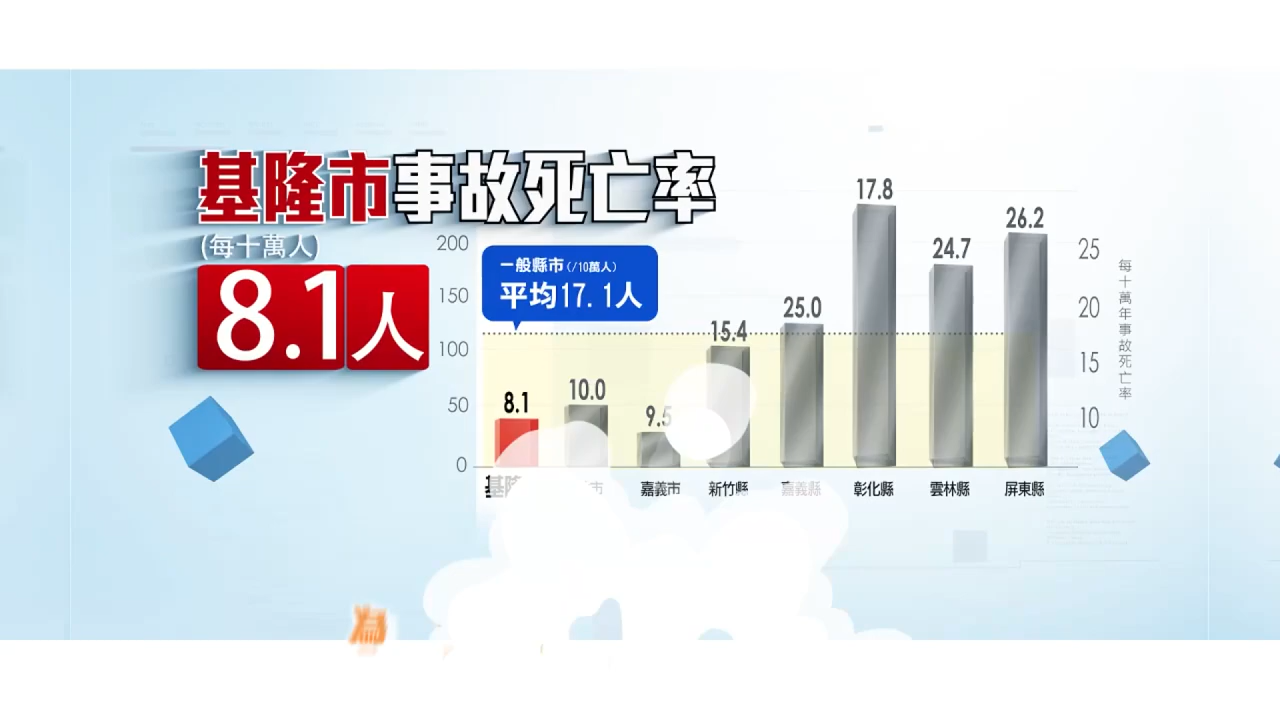 基隆市事故死亡率
(每十萬人)
8.1人
一般縣市(/10萬人)
平均17.1人
200
150
100
50
0
8.1
10.0
9.5
15.4
25.0
17.8
24.7
26.2
25
20
15
10
每十萬年事故死亡率
基隆
市
嘉義市
新竹縣
嘉義縣
彰化縣
雲林縣
屏東縣
為